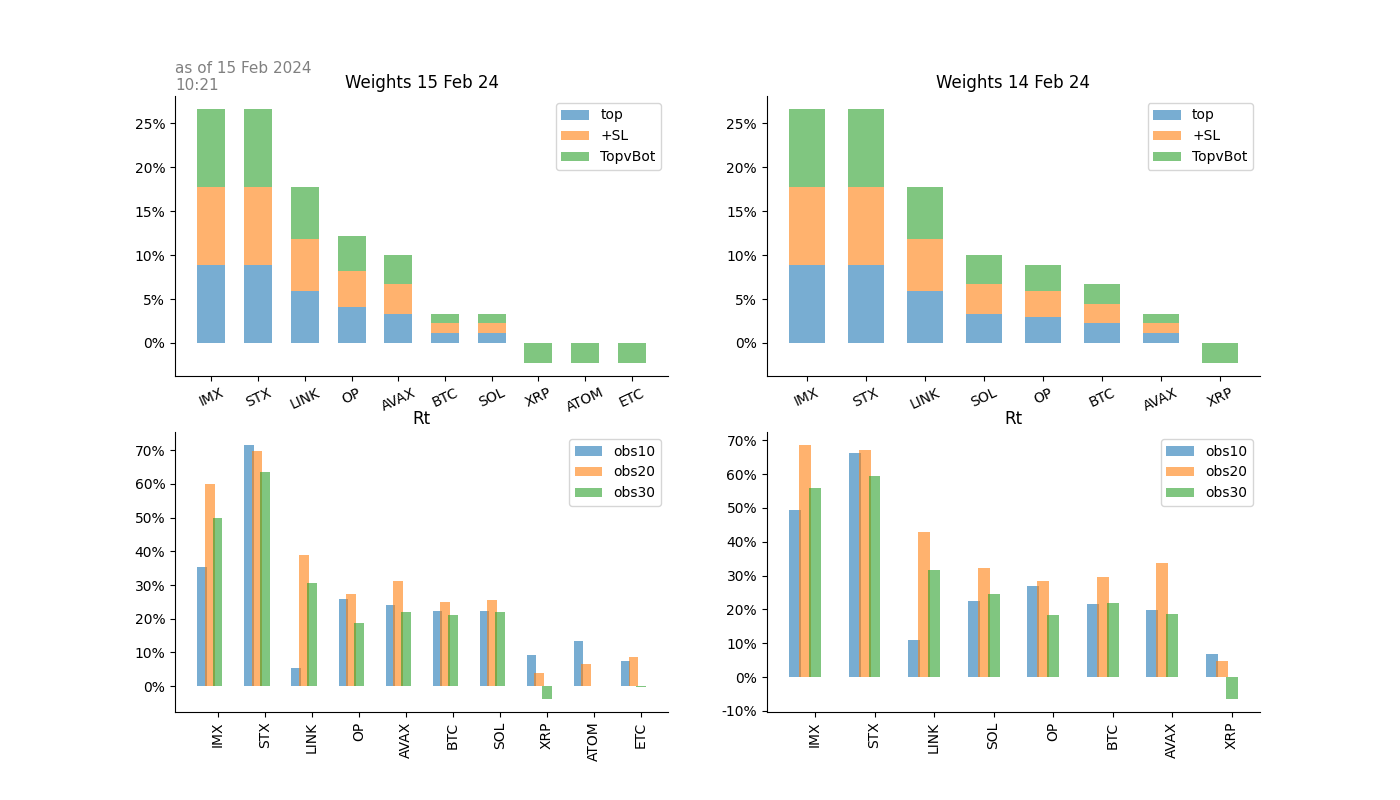 as of 15 Feb 2024
10:21
Weights 15 Feb 24
25%
20%
15%
10%
5%
0%
top
+SL
TopvBot
IMX
STX
LINK
OP
AVAX
BTC
SOL
XRP
ATOM
ETC
Weights 14 Feb 24
25%
20%
15%
10%
5%
0%
top
+SL
TopvBot
IMX
STX
LINK
SOL
OP
BTC
AVAX
XRP
Rt
70%
60%
50%
40%
30%
20%
10%
0%
obs10
obs20
obs30
IMX
STX
LINK
OP
AVAX
BTC
SOL
XRP
ATOM
ETC
Rt
70%
60%
50%
40%
30%
20%
10%
0%
-10%
obs10
obs20
obs30
IMX
STX
LINK
SOL
OP
BTC
AVAX
XRP